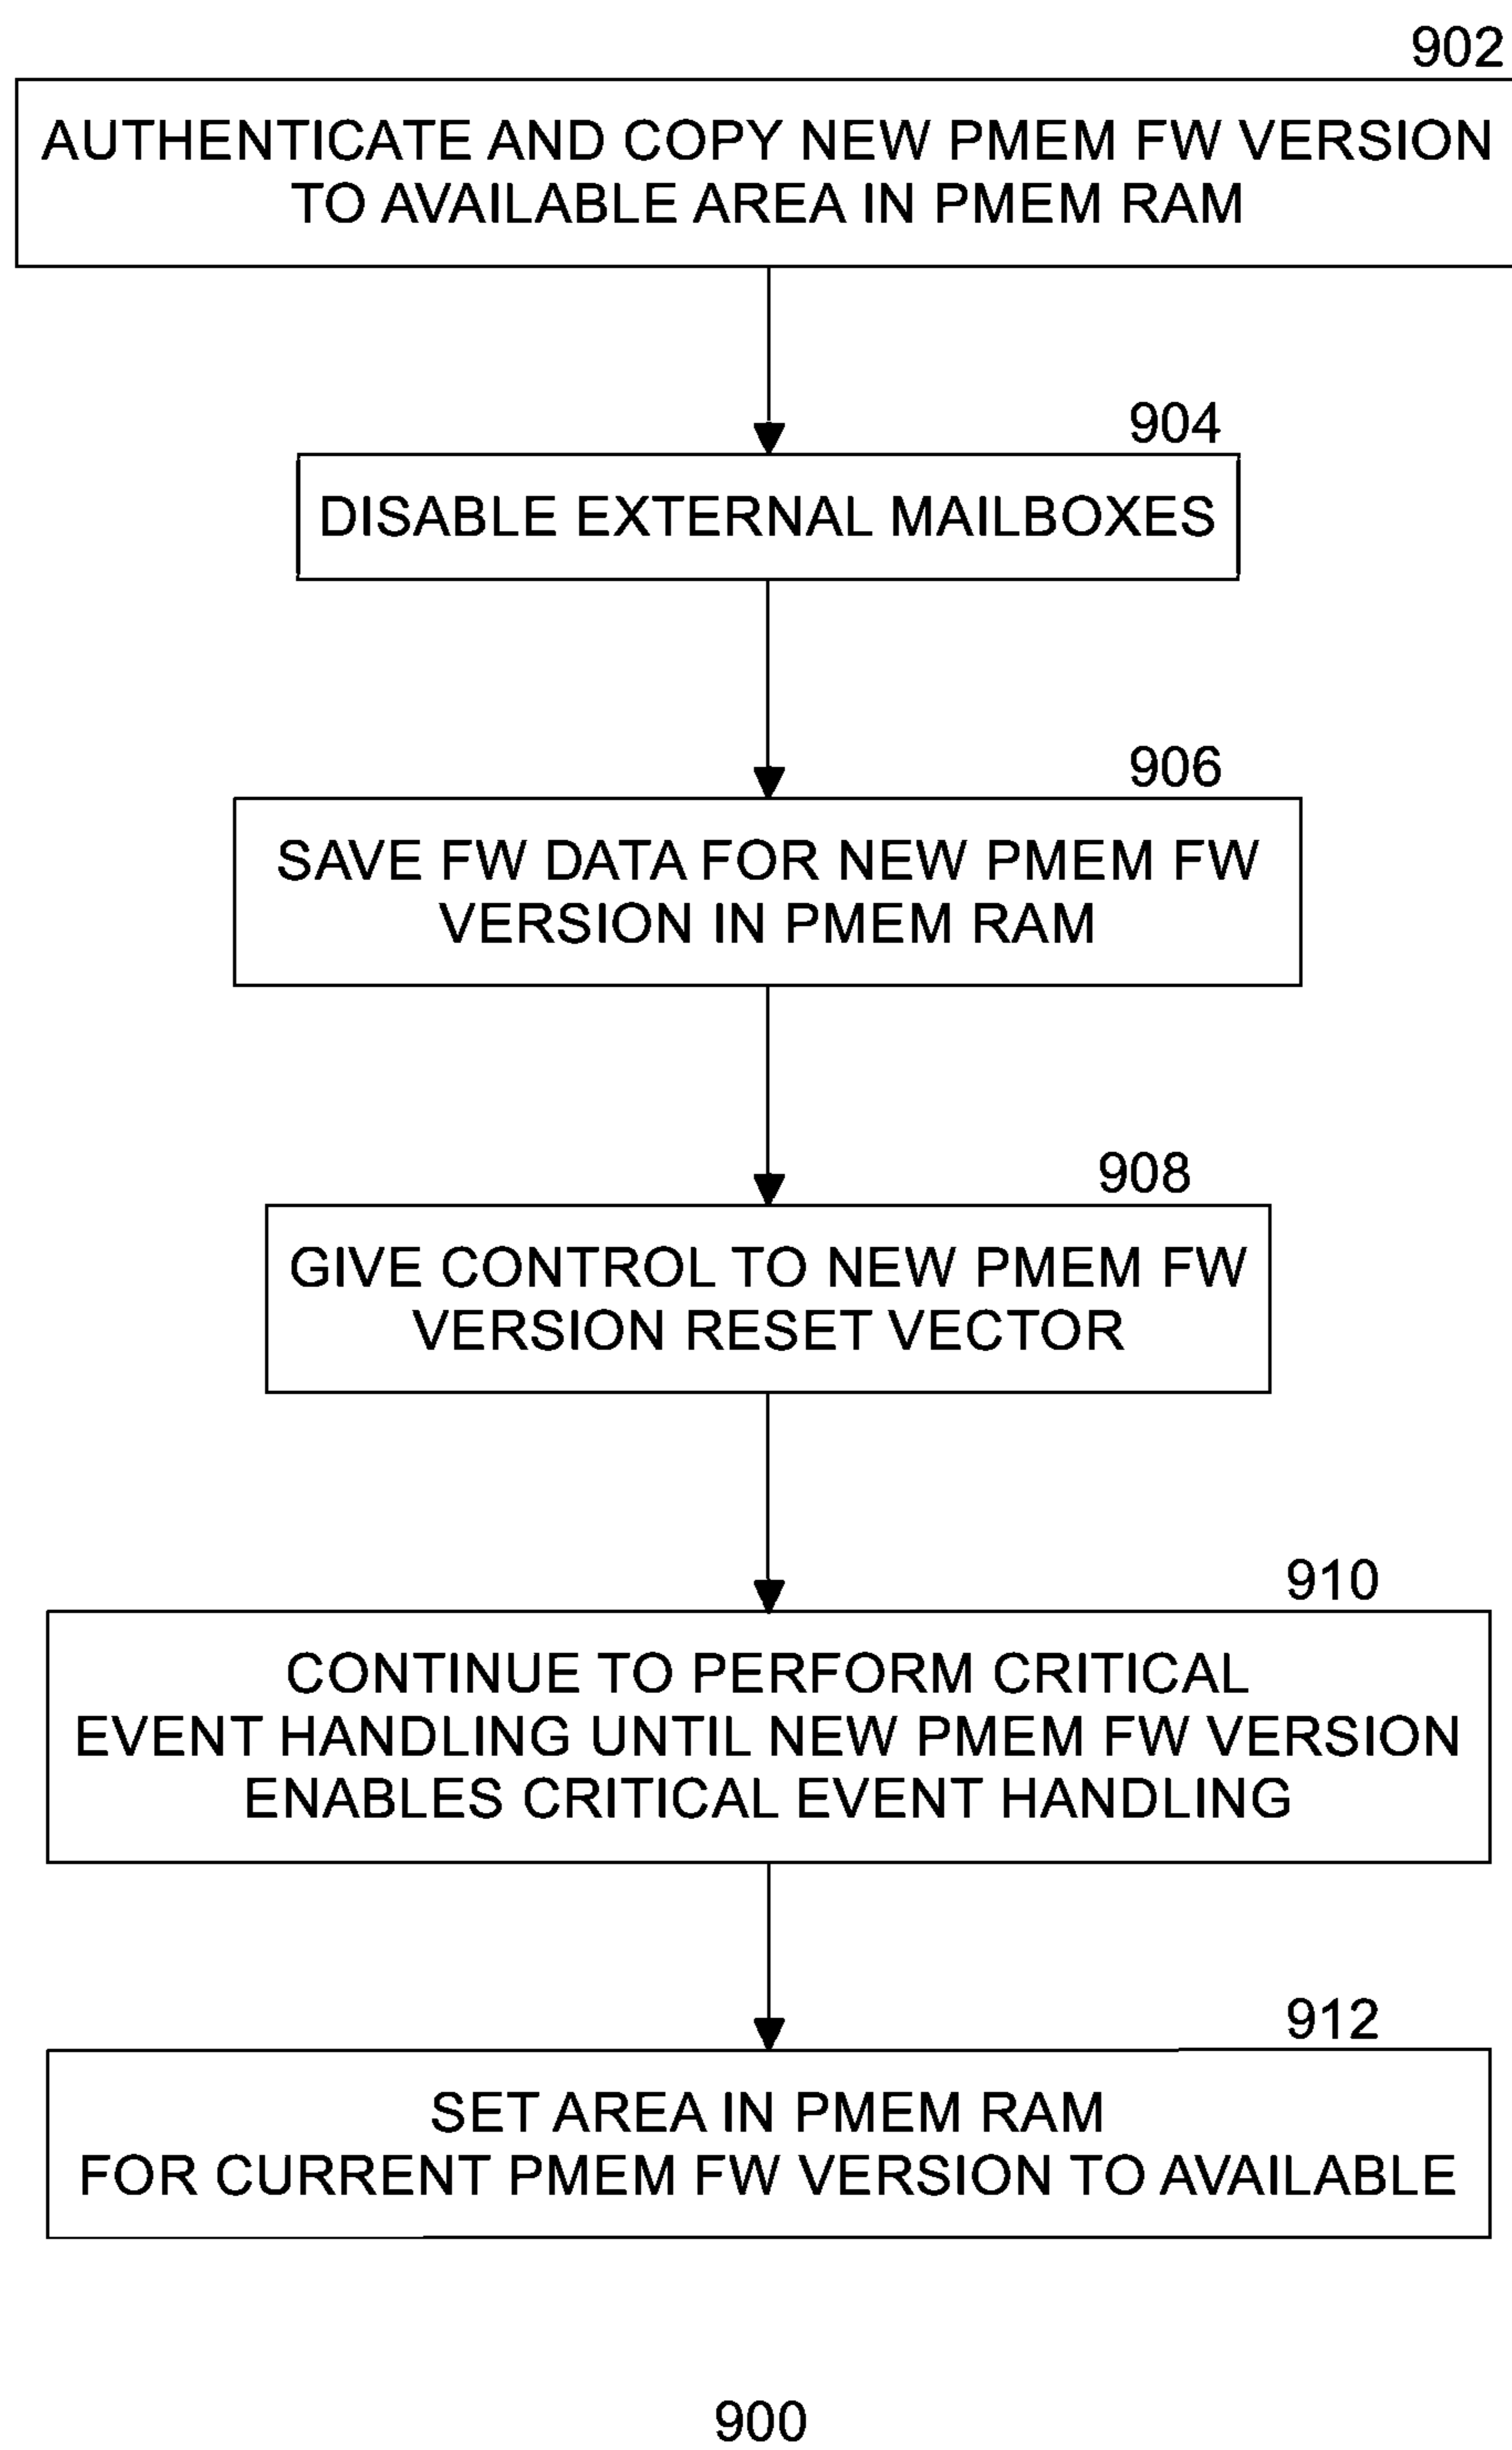 902
AUTHENTICATE AND COPY NEW PMEM FW VERSION
TO AVAILABLE AREA IN PMEM RAM
904
DISABLE EXTERNAL MAILBOXES
906
SAVE FW DATA FOR NEW PMEM FW
VERSION IN PMEM RAM
908
GIVE CONTROL TO NEW PMEM FW
VERSION RESET VECTOR
910
CONTINUE TO PERFORM CRITICAL
EVENT HANDLING UNTIL NEW PMEM FW VERSION
ENABLES CRITICAL EVENT HANDLING
912
SET AREA IN PMEM RAM
FOR CURRENT PMEM FW VERSION TO AVAILABLE
900